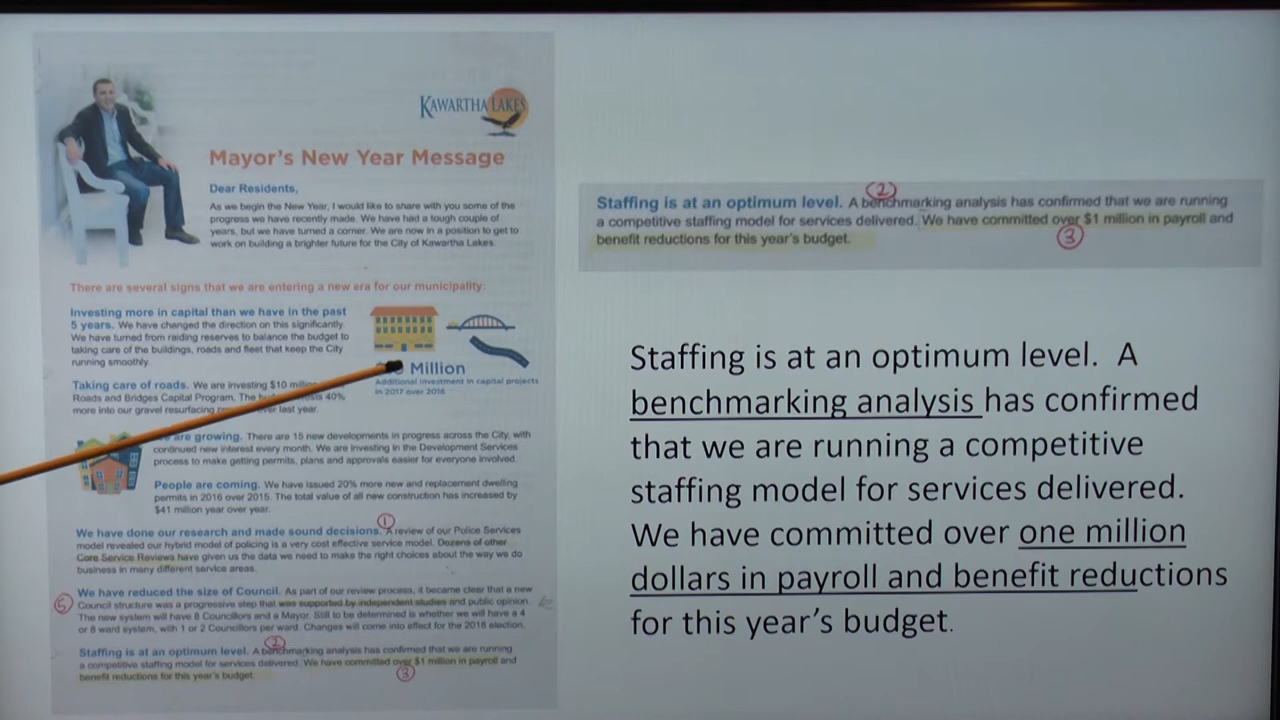 KAWARTHA LAKES
Mayor's New Year Message
Dear Residents,
As we begin the New Year, I would like to share with you some of the
progress we have recently made. We have had a tough couple of
years, but we have turned a corner. We are now in a position to get to
work on building a brighter future for the City of Kawartha Lakes.
There are several signs that we are entering a new era for our municipality:
Investing more in capital than we have in the past
5 years. We have changed the direction on this significantly.
We have turned from raiding reserves to balance the budget to
taking care of the buildings, roads and fleet that keep the City
running smoothly.
Million
Additional investment in capital projects
in 2017 over 2016
Taking care of roads. We are investing $10
Roads and Bridges Capital Program. The 40%
more into our gravel resurfacing last year.
are growing. There are 15 new developments in progress across the City, with
continued new interest every month. We are investing in the Development Services
process to make getting permits, plans and approvals easier for everyone involved.
People are coming. We have issued 20% more new and replacement dwelling
permits in 2016 over 2015. The total value of all new construction has increased by
$41 million year over year.
1
We have done our research and made sound decisions. A review of our Police Services
model revealed our hybrid model of policing is a very cost effective service model. Dozens of other
Core Service Reviews have given us the data we need to make the right choices about the way we do
business in many different service areas.
5
We have reduced the size of Council. As part of our review process, it became clear that a new
Council structure was a progressive step that was supported by independent studies and public opinion.
The new system will have 8 Councillors and a Mayor. Still to be determined is whether we will have a 4
or 8 ward system, with 1 or 2 Councillors per ward. Changes will come into effect for the 2018 election.
2
Staffing is at an optimum level. A benchmarking analysis has confirmed that we are running
a competitive staffing model for services delivered. We have committed over $1 million in payroll and
benefit reductions for this year's budget.
3
2
Staffing is at an optimum level. A benchmarking analysis has confirmed that we are running
a competitive staffing model for services delivered. We have committed over $1 million in payroll and
benefit reductions for this year's budget.
3
Staffing is at an optimum level. A
benchmarking analysis has confirmed
that we are running a competitive
staffing model for services delivered.
We have committed over one million
dollars in payroll and benefit reductions
for this year's budget.